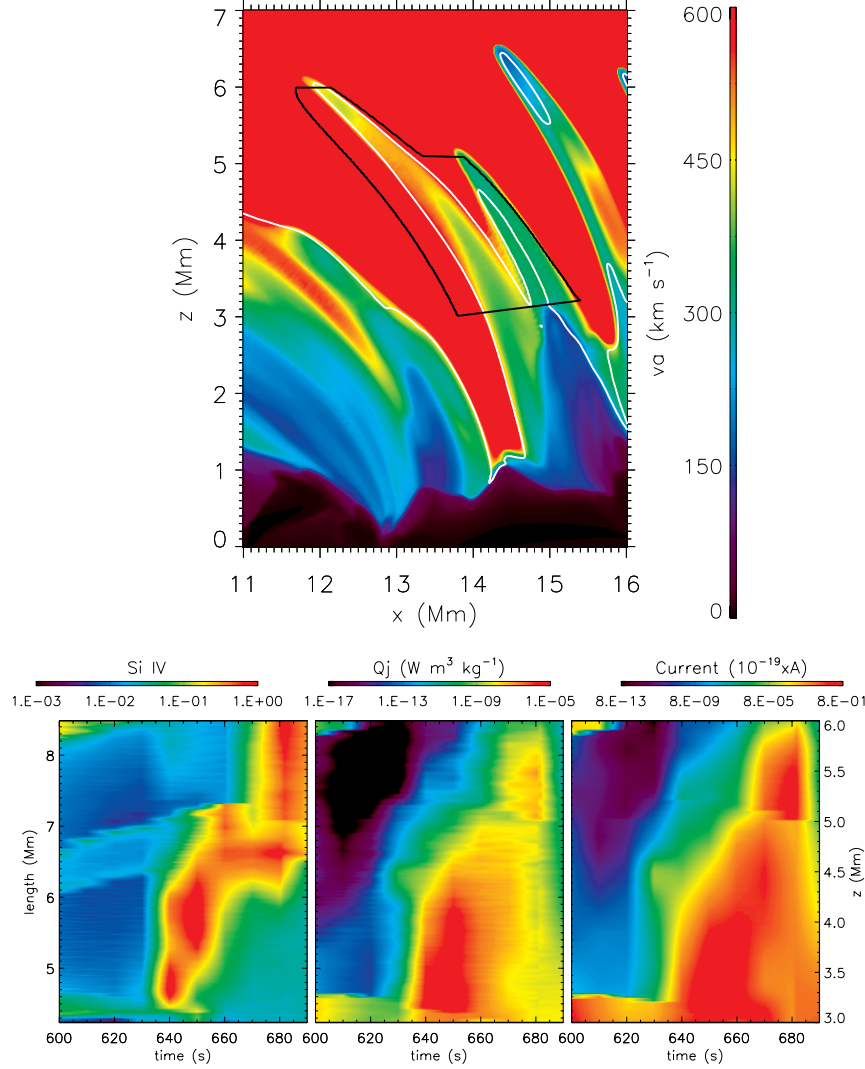 7
6
5
4
3
2
1
0
z (Mm)
11 12 13 14 15 16
x (Mm)
600
450
300
150
0
va (km s⁻¹)
Si IV
1.E−03 1.E−02 1.E−01 1.E+00
Qj (W m³ kg⁻¹)
1.E−17 1.E−13 1.E−09 1.E−05
Current (10⁻¹⁹xA)
8.E−13 8.E−09 8.E−05 8.E−01
8
7
6
5
length (Mm)
600 620 640 660 680
time (s)
600 620 640 660 680
time (s)
600 620 640 660 680
time (s)
6.0
5.0
4.5
4.0
3.5
3.0
z (Mm)